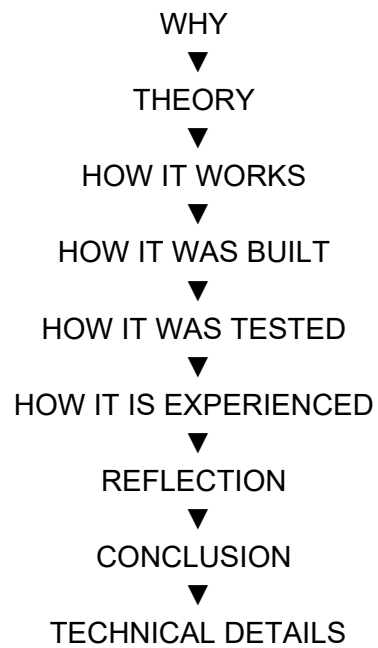 WHY
▼
THEORY
▼
HOW IT WORKS
▼
HOW IT WAS BUILT
▼
HOW IT WAS TESTED
▼
HOW IT IS EXPERIENCED
▼
REFLECTION
▼
CONCLUSION
▼
TECHNICAL DETAILS